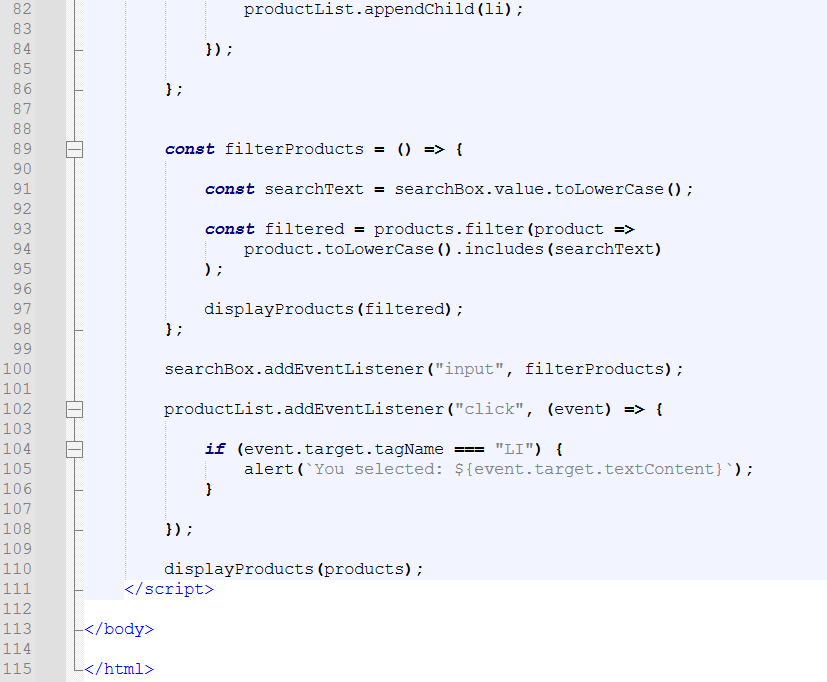 82 productList.appendChild(li);
83
84 });
85
86 };
87
88
89 const filterProducts = () => {
90
91 const searchText = searchBox.value.toLowerCase();
92
93 const filtered = products.filter(product =>
94 product.toLowerCase().includes(searchText)
95 );
96
97 displayProducts(filtered);
98 };
99
100 searchBox.addEventListener("input", filterProducts);
101
102 productList.addEventListener("click", (event) => {
103
104 if (event.target.tagName === "LI") {
105 alert(`You selected: ${event.target.textContent}`);
106 }
107
108 });
109
110 displayProducts(products);
111 </script>
112
113 </body>
114
115 </html>